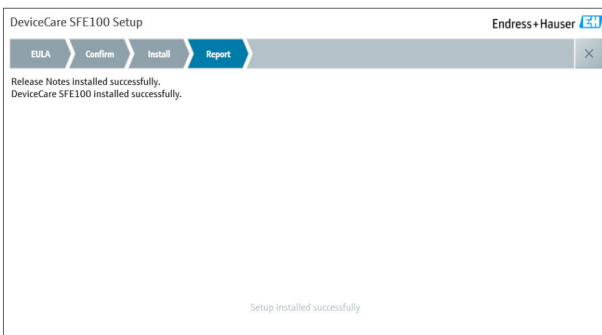 DeviceCare SFE100 Setup
Endress+Hauser EH
EULA
Confirm
Install
Report
Release Notes installed successfully.
DeviceCare SFE100 installed successfully.
Setup installed successfully